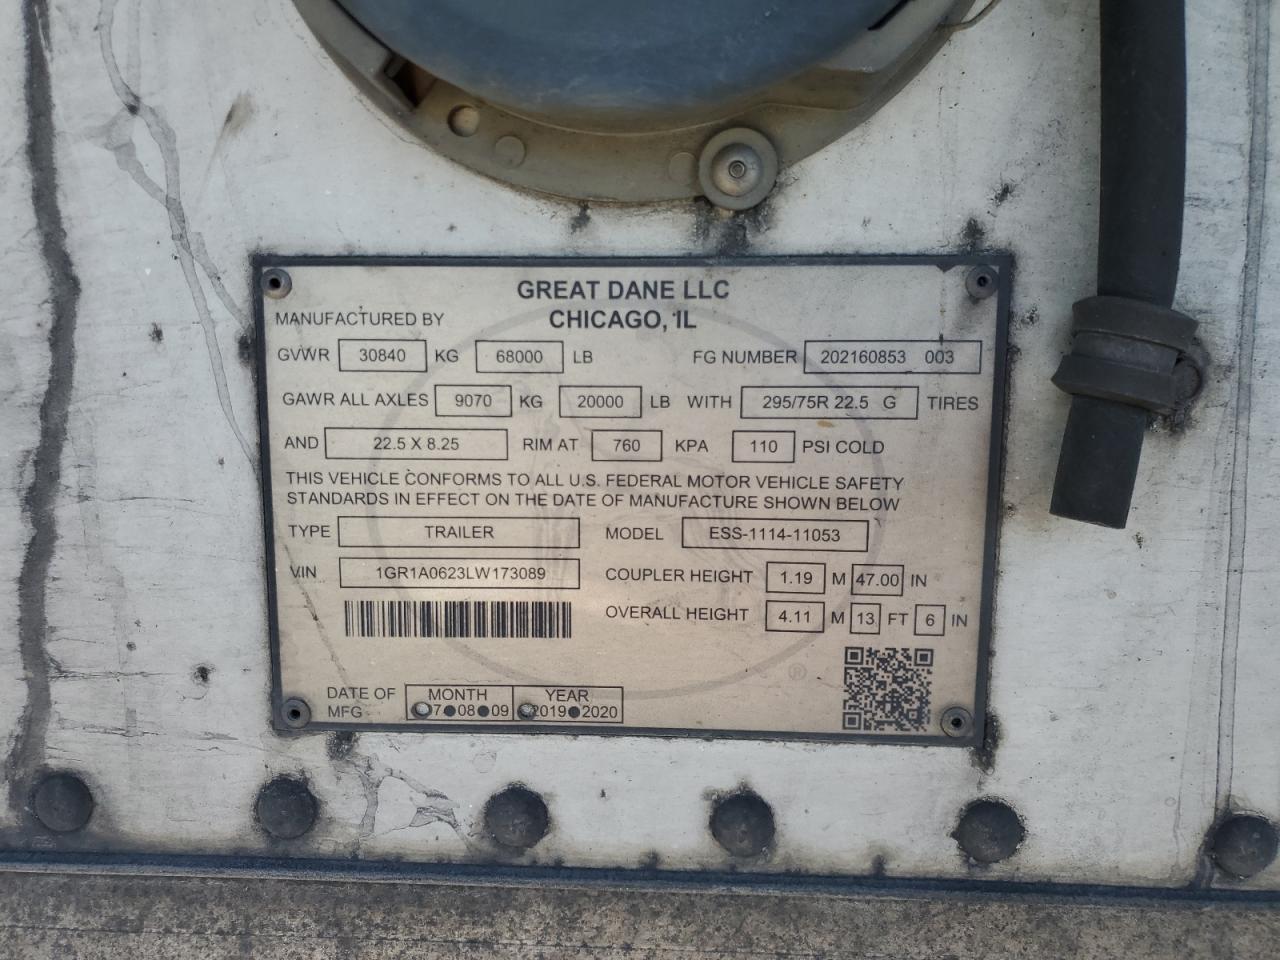 GREAT DANE LLC
MANUFACTURED BY CHICAGO, IL
GVWR 30840 KG 68000 LB FG NUMBER 202160853 003
GAWR ALL AXLES 9070 KG 20000 LB WITH 295/75R 22.5 G TIRES
AND 22.5 X 8.25 RIM AT 760 KPA 110 PSI COLD
THIS VEHICLE CONFORMS TO ALL U.S. FEDERAL MOTOR VEHICLE SAFETY
STANDARDS IN EFFECT ON THE DATE OF MANUFACTURE SHOWN BELOW
TYPE TRAILER MODEL ESS-1114-11053
VIN 1GR1A0623LW173089 COUPLER HEIGHT 1.19 M 47.00 IN
OVERALL HEIGHT 4.11 M 13 FT 6 IN
®
DATE OF MONTH YEAR
MFG 7●08●09 2019●2020